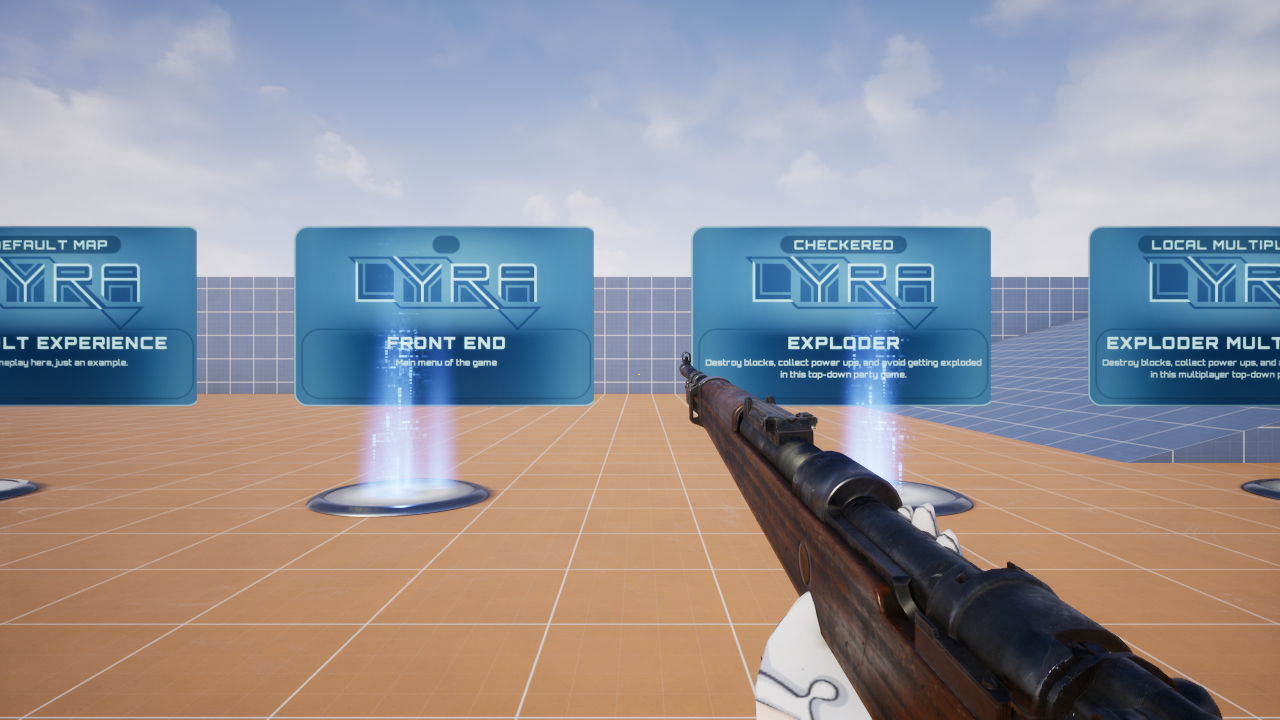 EFAULT MAP
LYRA
LT EXPERIENCE
meplay here, just an example.
LYRA
FRONT END
Main menu of the game
CHECKERED
LYRA
EXPLODER
Destroy blocks, collect power ups, and avoid getting exploded
in this top-down party game.
LOCAL MULTIPL
LYR
EXPLODER MULT
Destroy blocks, collect power ups, and
in this multiplayer top-down p